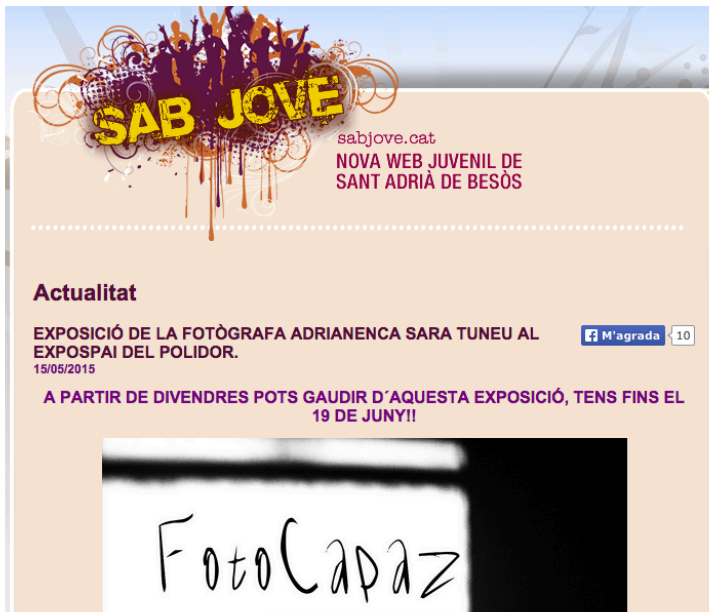 SAB JOVE
sabjove.cat
NOVA WEB JUVENIL DE
SANT ADRIÀ DE BESÒS
Actualitat
EXPOSICIÓ DE LA FOTÒGRAFA ADRIANENCA SARA TUNEU AL
EXPOSPAI DEL POLIDOR.
M'agrada 10
15/05/2015
A PARTIR DE DIVENDRES POTS GAUDIR D´AQUESTA EXPOSICIÓ, TENS FINS EL
19 DE JUNY!!
FotoCapaz